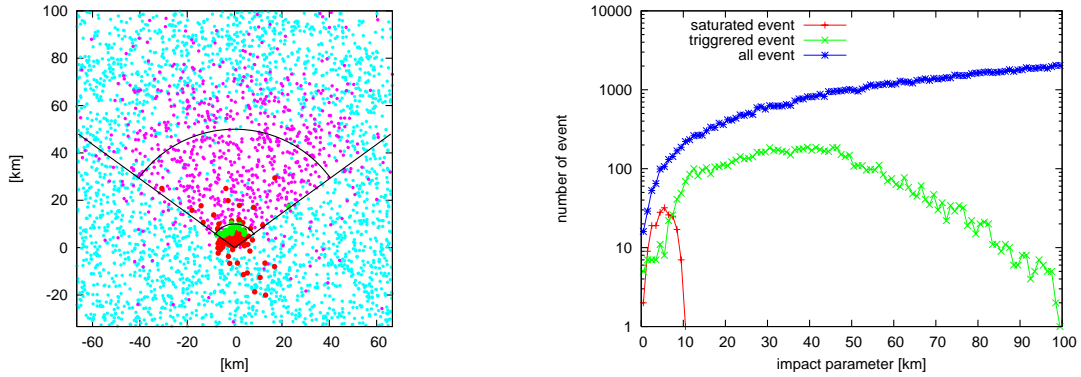 100
80
60
40
20
0
-20
-60 -40 -20 0 20 40 60
[km]
[km]
10000
1000
100
10
1
0 10 20 30 40 50 60 70 80 90 100
number of event
impact parameter [km]
saturated event
triggrered event
all event